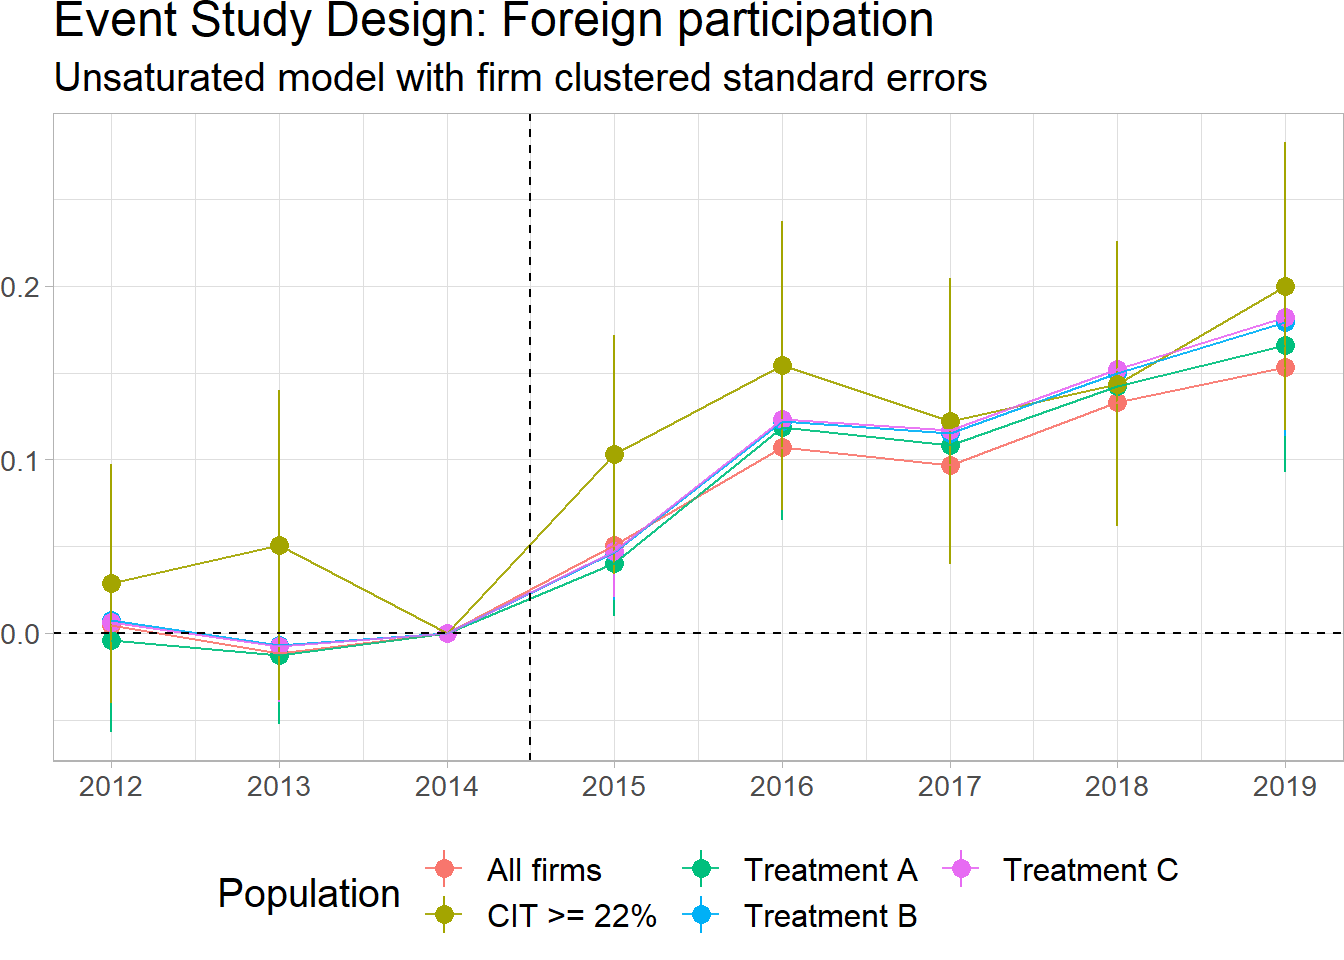 Event Study Design: Foreign participation
Unsaturated model with firm clustered standard errors
0.2
0.1
0.0
2012 2013 2014 2015 2016 2017 2018 2019
Population
All firms
CIT >= 22%
Treatment A
Treatment B
Treatment C